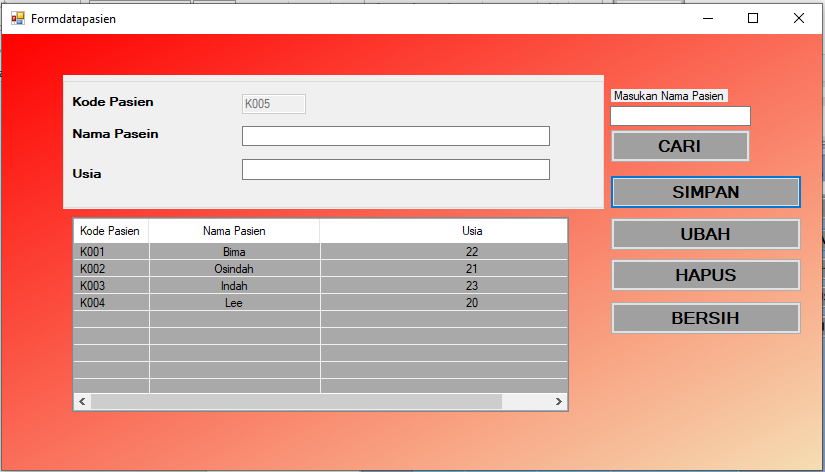 Formdatapasien
Kode Pasien
K005
Nama Pasein
Usia
Masukan Nama Pasien
CARI
SIMPAN
UBAH
HAPUS
BERSIH
Kode Pasien Nama Pasien Usia
K001 Bima 22
K002 Osindah 21
K003 Indah 23
K004 Lee 20